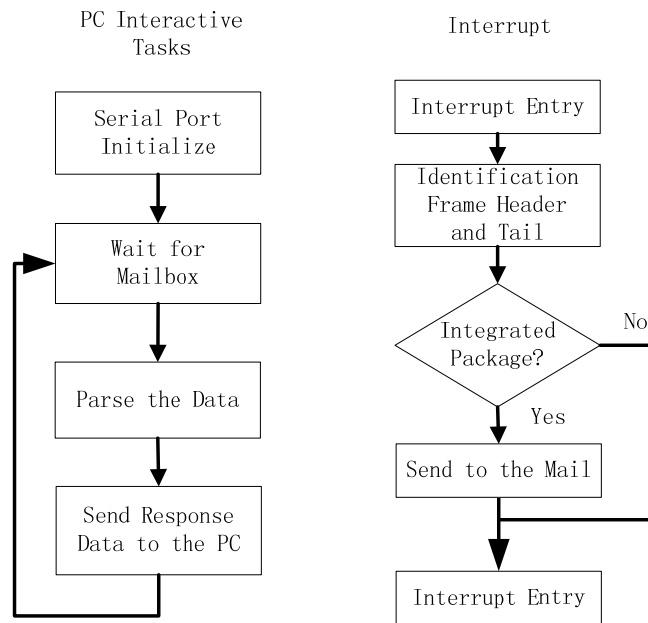 PC Interactive
Tasks
Serial Port
Initialize
Wait for
Mailbox
Parse the Data
Send Response
Data to the PC
Interrupt
Interrupt Entry
Identification
Frame Header
and Tail
Integrated
Package?
No
Yes
Send to the Mail
Interrupt Entry